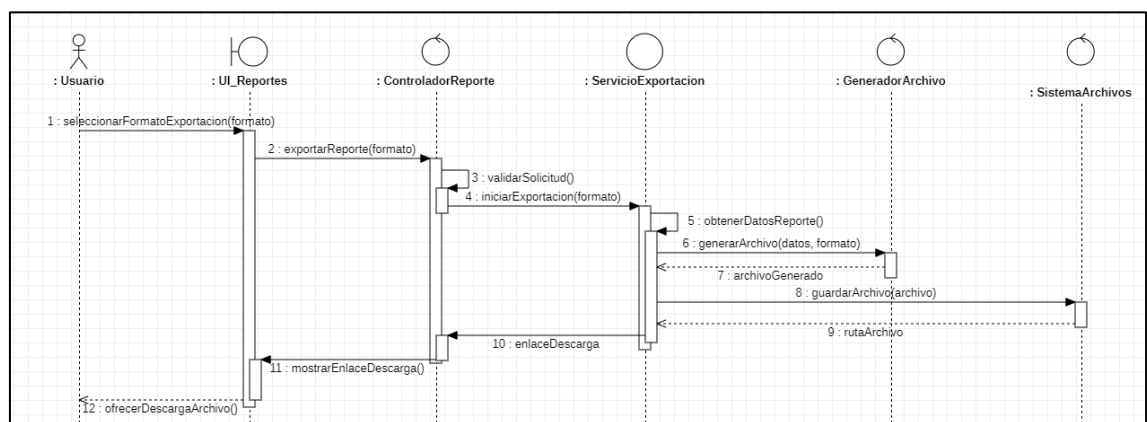 : Usuario
: UI_Reportes
: ControladorReporte
: ServicioExportacion
: GeneradorArchivo
: SistemaArchivos
1 : seleccionarFormatoExportacion(formato)
2 : exportarReporte(formato)
3 : validarSolicitud()
4 : iniciarExportacion(formato)
5 : obtenerDatosReporte()
6 : generarArchivo(datos, formato)
7 : archivoGenerado
8 : guardarArchivo(archivo)
9 : rutaArchivo
10 : enlaceDescarga
11 : mostrarEnlaceDescarga()
12 : ofrecerDescargaArchivo()